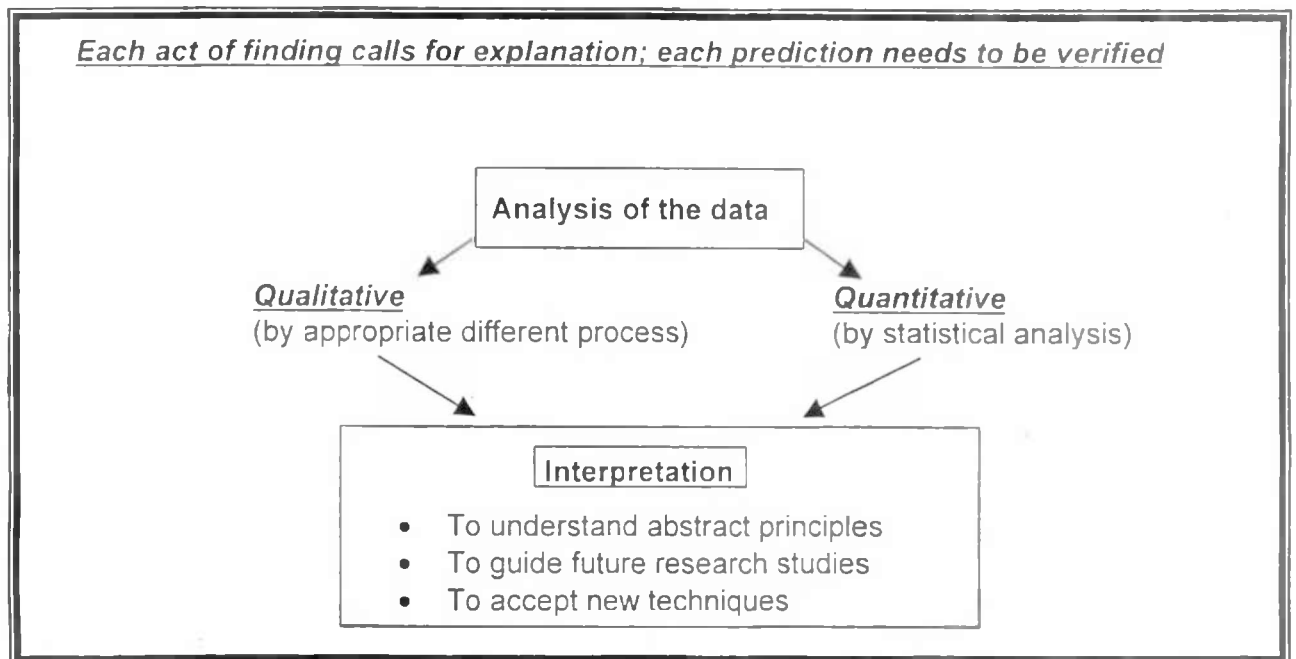 Each act of finding calls for explanation; each prediction needs to be verified
Analysis of the data
Qualitative
(by appropriate different process)
Quantitative
(by statistical analysis)
Interpretation
• To understand abstract principles
• To guide future research studies
• To accept new techniques